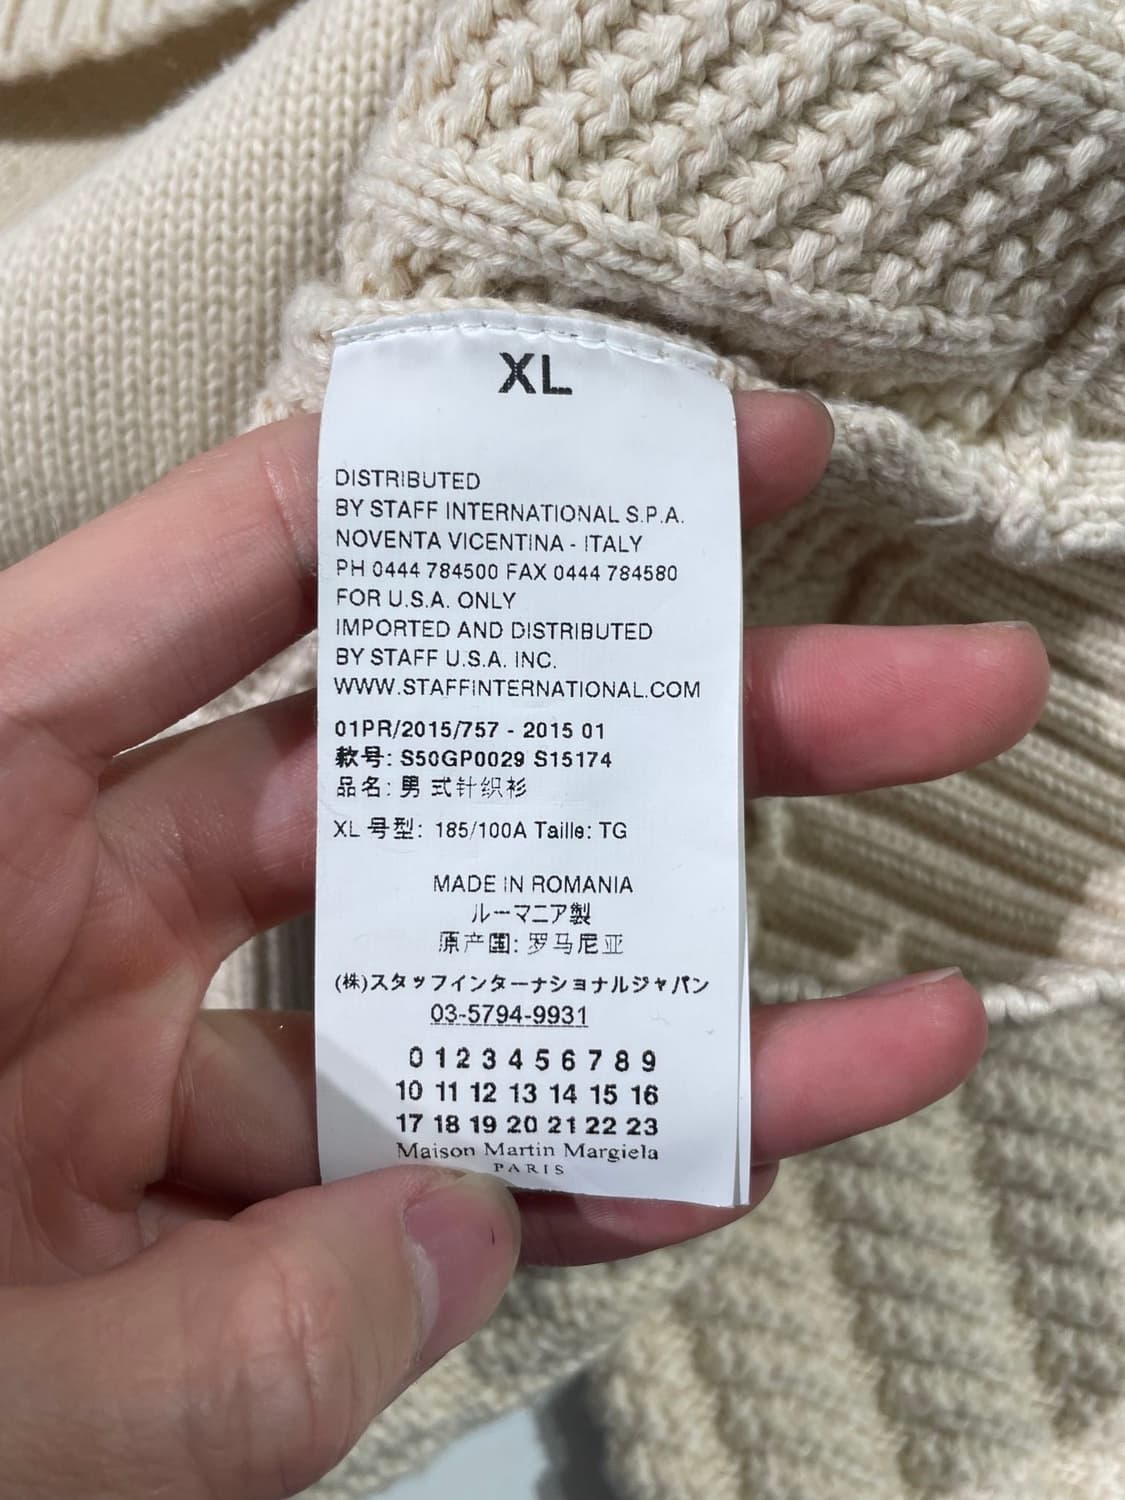 XL
DISTRIBUTED
BY STAFF INTERNATIONAL S.P.A.
NOVENTA VICENTINA - ITALY
PH 0444 784500 FAX 0444 784580
FOR U.S.A. ONLY
IMPORTED AND DISTRIBUTED
BY STAFF U.S.A. INC.
WWW.STAFFINTERNATIONAL.COM
01PR/2015/757 - 2015 01
款号: S50GP0029 S15174
品名: 男 式针织衫
XL 号型: 185/100A Taille: TG
MADE IN ROMANIA
ルーマニア製
原产国: 罗马尼亚
(株)スタッフインターナショナルジャパン
03-5794-9931
0 1 2 3 4 5 6 7 8 9
10 11 12 13 14 15 16
17 18 19 20 21 22 23
Maison Martin Margiela
PARIS